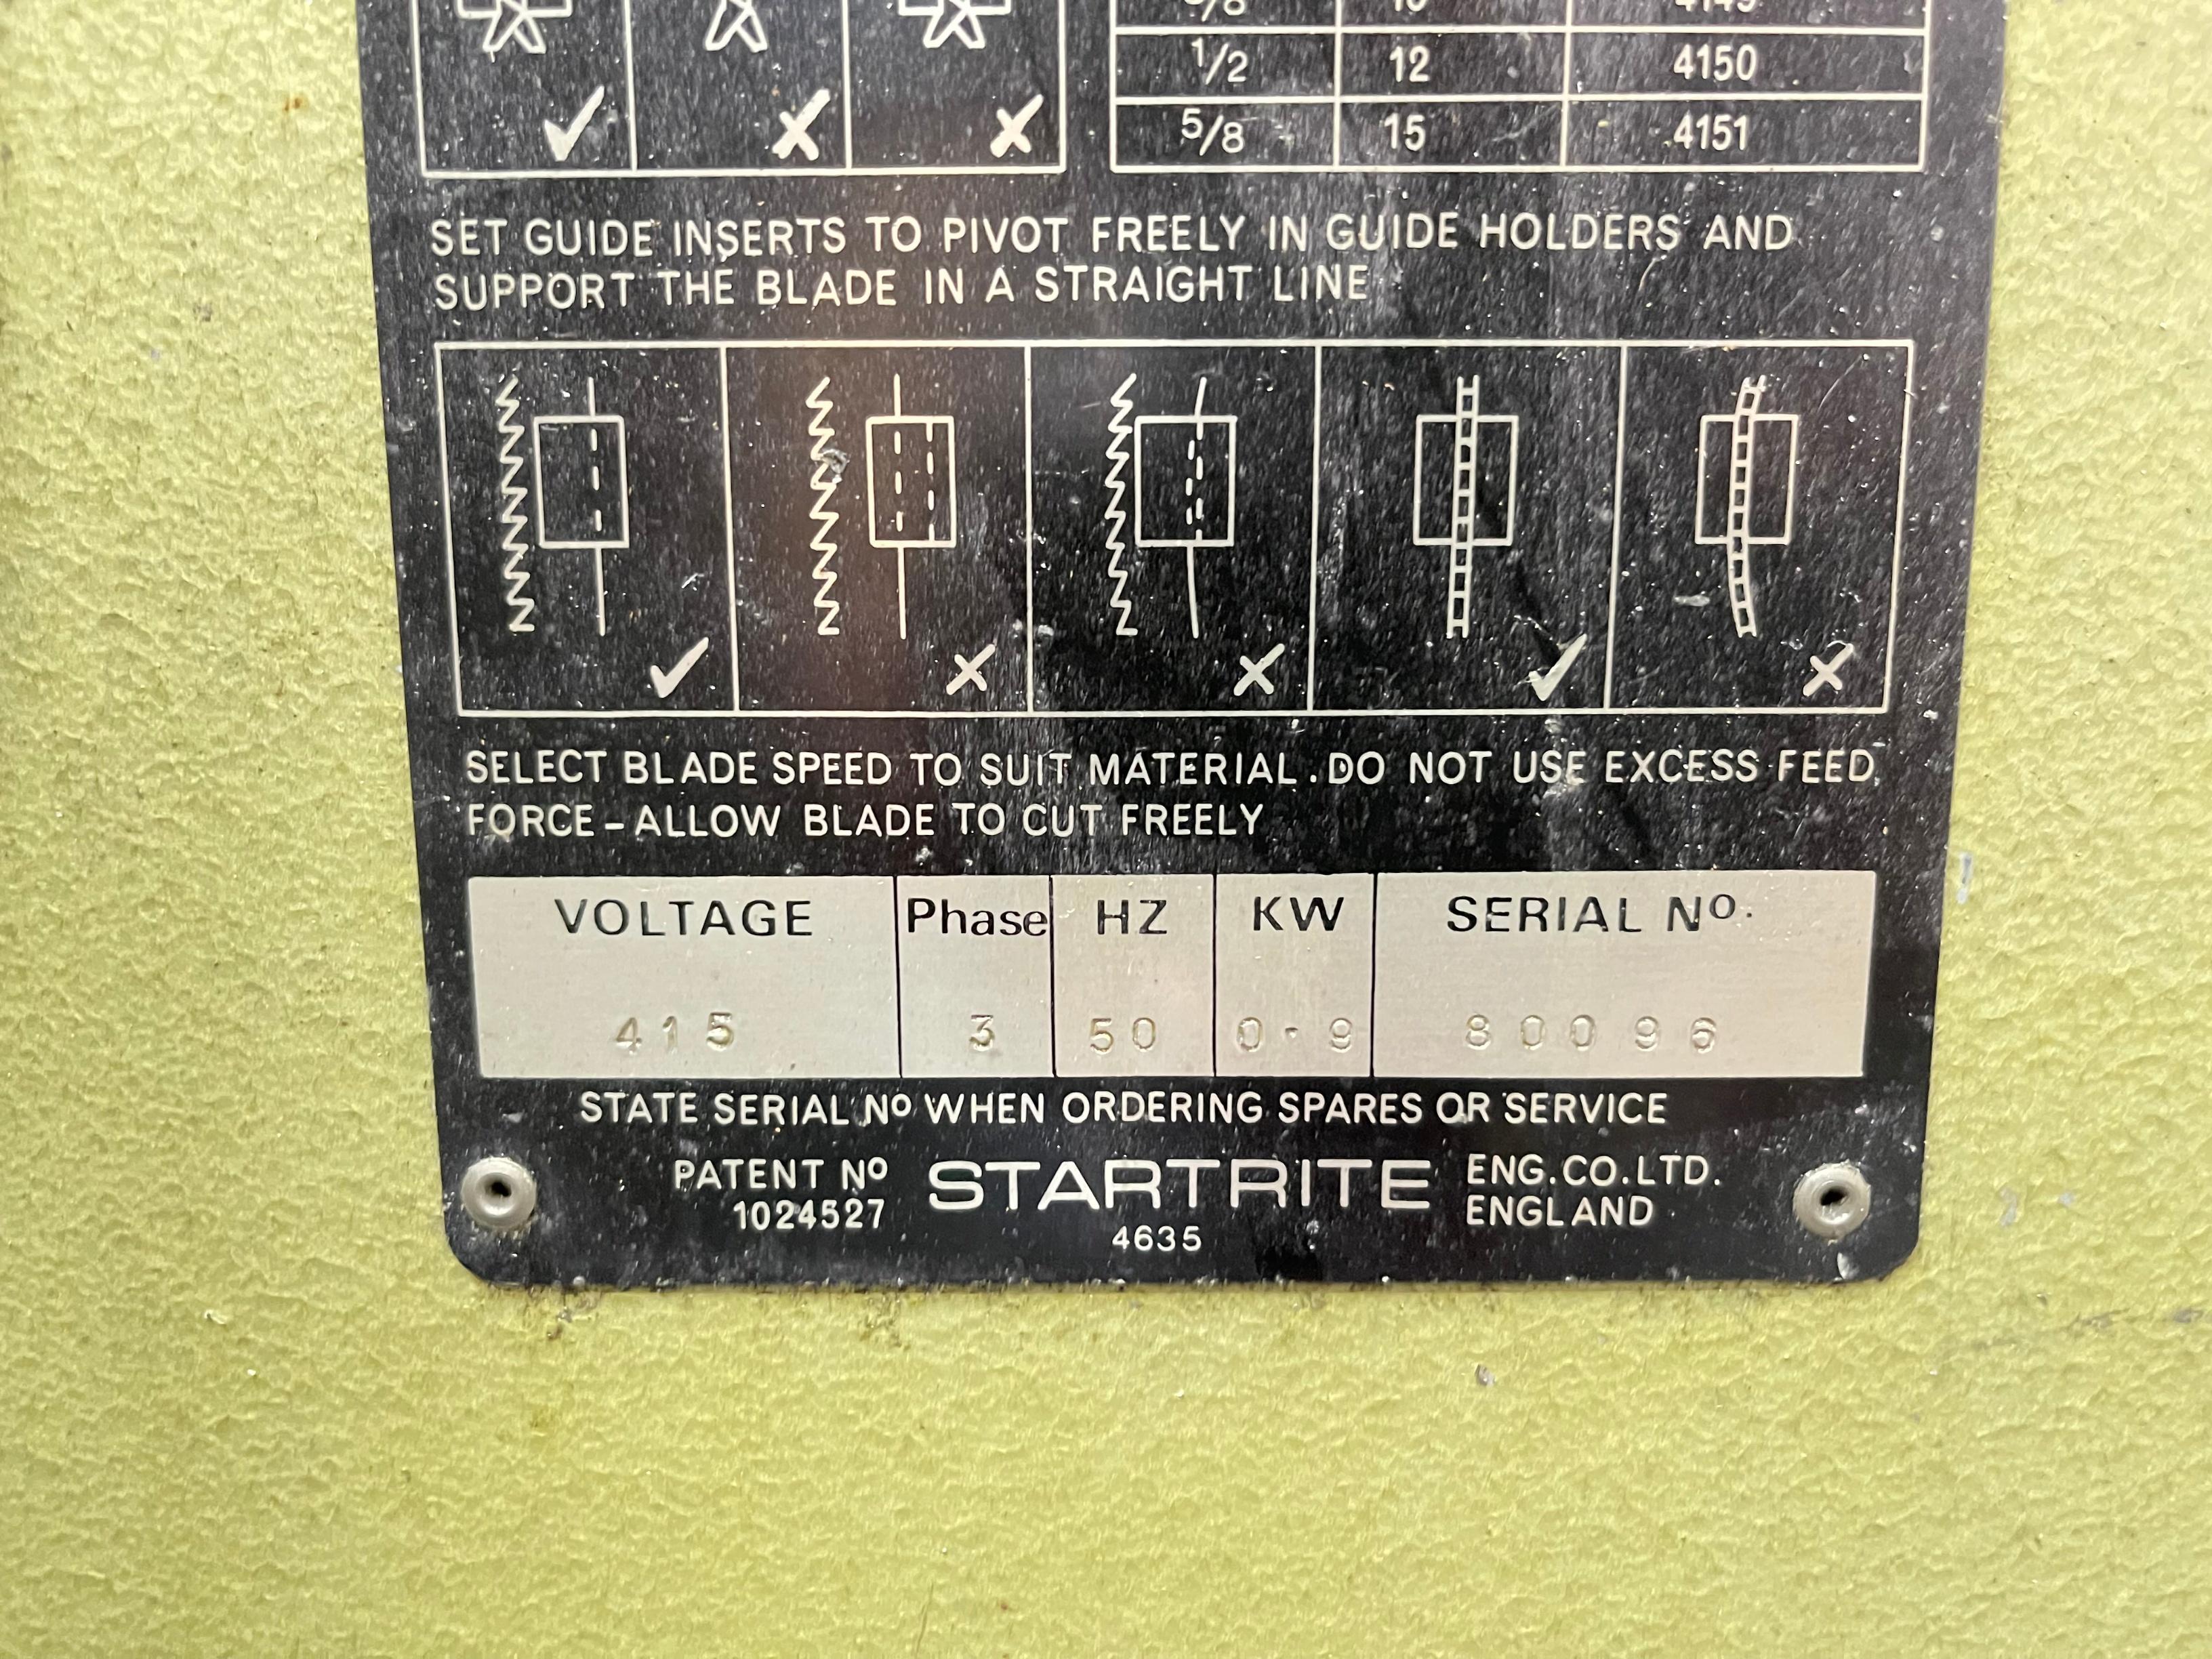 1/2 12 4150
5/8 15 4151
SET GUIDE INSERTS TO PIVOT FREELY IN GUIDE HOLDERS AND
SUPPORT THE BLADE IN A STRAIGHT LINE
SELECT BLADE SPEED TO SUIT MATERIAL. DO NOT USE EXCESS FEED
FORCE – ALLOW BLADE TO CUT FREELY
VOLTAGE Phase HZ KW SERIAL Nº.
415 3 50 0·9 80096
STATE SERIAL Nº WHEN ORDERING SPARES OR SERVICE
PATENT Nº
1024527
STARTRITE
4635
ENG.CO.LTD.
ENGLAND